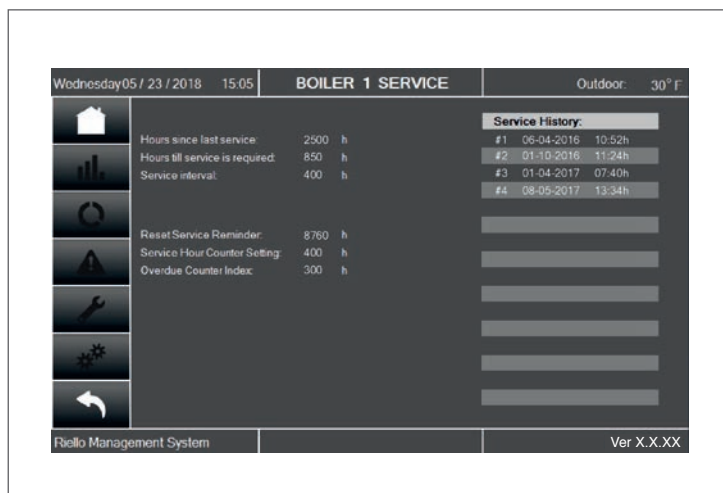 Wednesday05 / 23 / 2018 15:05
BOILER 1 SERVICE
Outdoor: 30° F
Hours since last service: 2500 h
Hours till service is required: 850 h
Service interval: 400 h
Reset Service Reminder: 8760 h
Service Hour Counter Setting: 400 h
Overdue Counter Index: 300 h
Service History:
#1 06-04-2016 10:52h
#2 01-10-2016 11:24h
#3 01-04-2017 07:40h
#4 08-05-2017 13:34h
Riello Management System
Ver X.X.XX